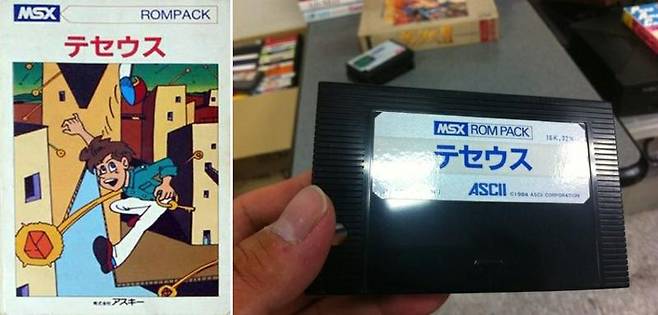 MSX ROMPACK
テセウス
株式会社 アスキー
MSX ROM PACK
16K, 32K
テセウス
ASCII ©1984 ASCII CORPORATION